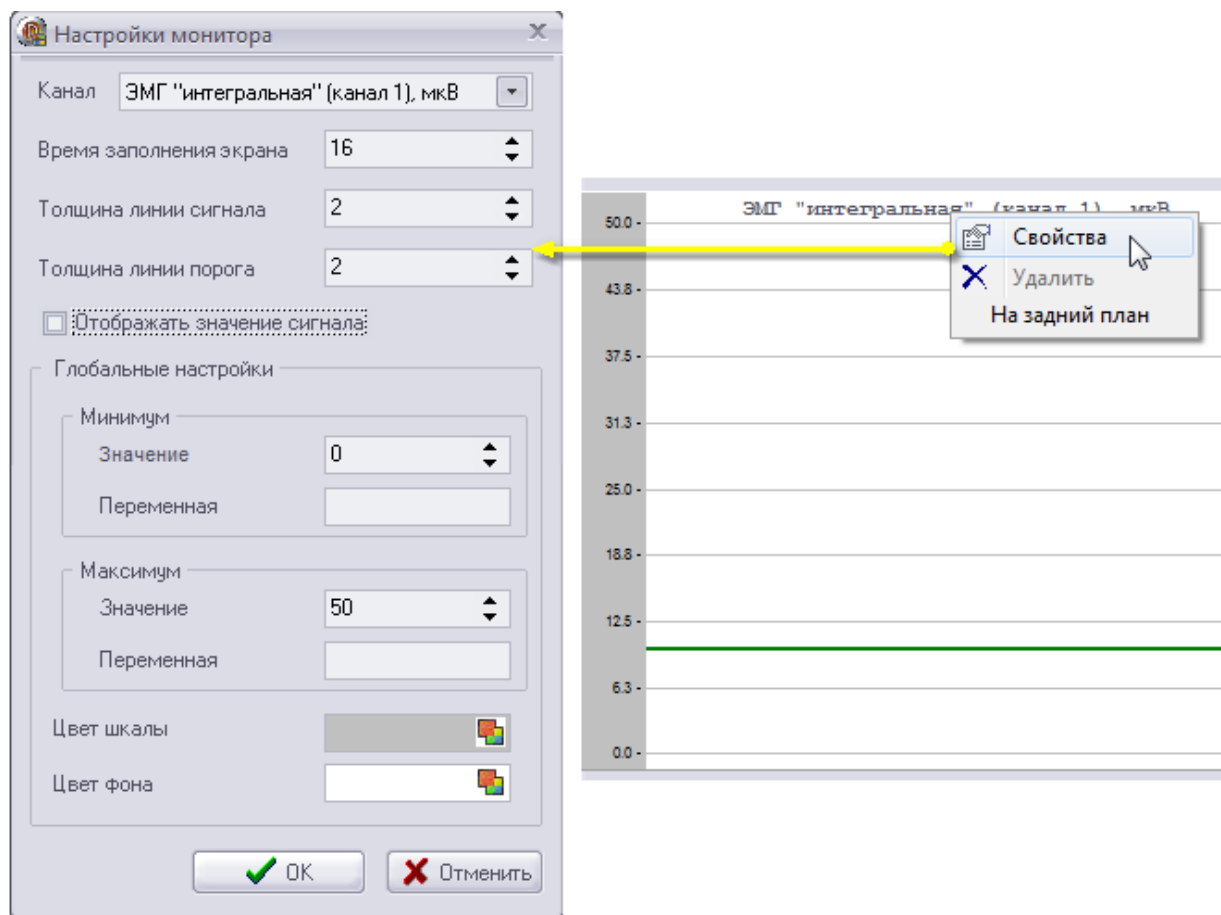 Настройки монитора
Канал ЭМГ "интегральная" (канал 1), мкВ
Время заполнения экрана 16
Толщина линии сигнала 2
Толщина линии порога 2
Отображать значение сигнала
Глобальные настройки
Минимум
Значение 0
Переменная
Максимум
Значение 50
Переменная
Цвет шкалы
Цвет фона
OK Отменить
ЭМГ "интегральная" (канал 1), мкВ
50.0 -
43.8 -
37.5 -
31.3 -
25.0 -
18.8 -
12.5 -
6.3 -
0.0 -
Свойства
Удалить
На задний план